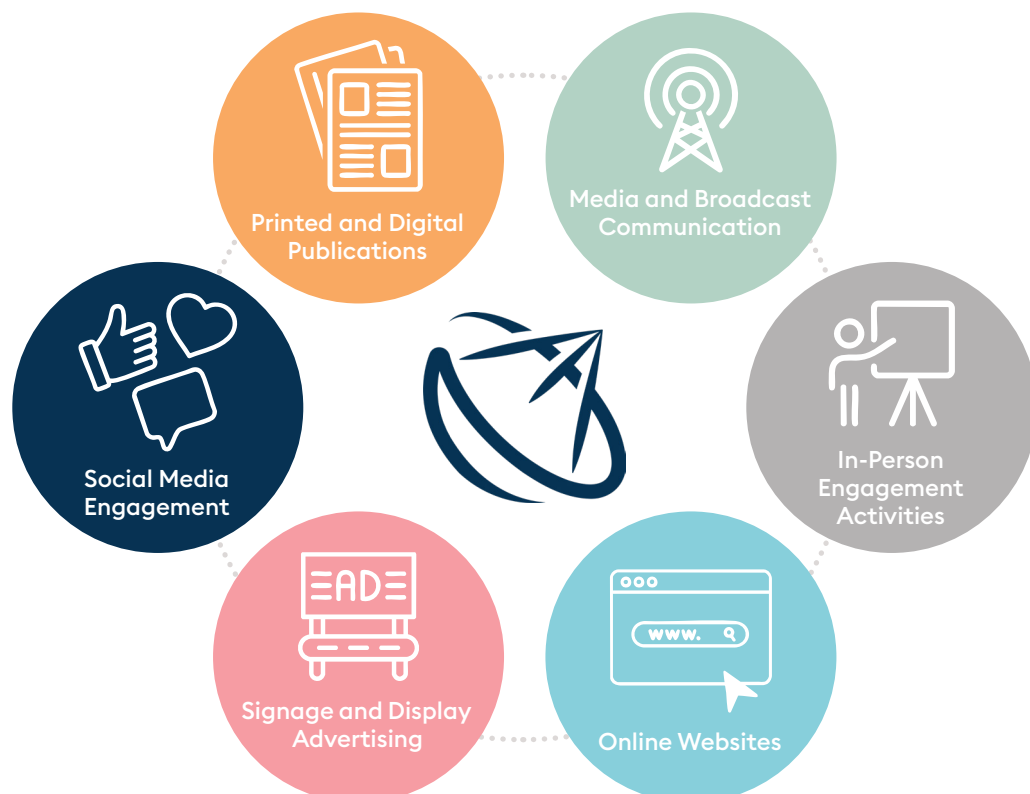 Printed and Digital
Publications
Media and Broadcast
Communication
Social Media
Engagement
In-Person
Engagement
Activities
AD
Signage and Display
Advertising
www.
Online Websites